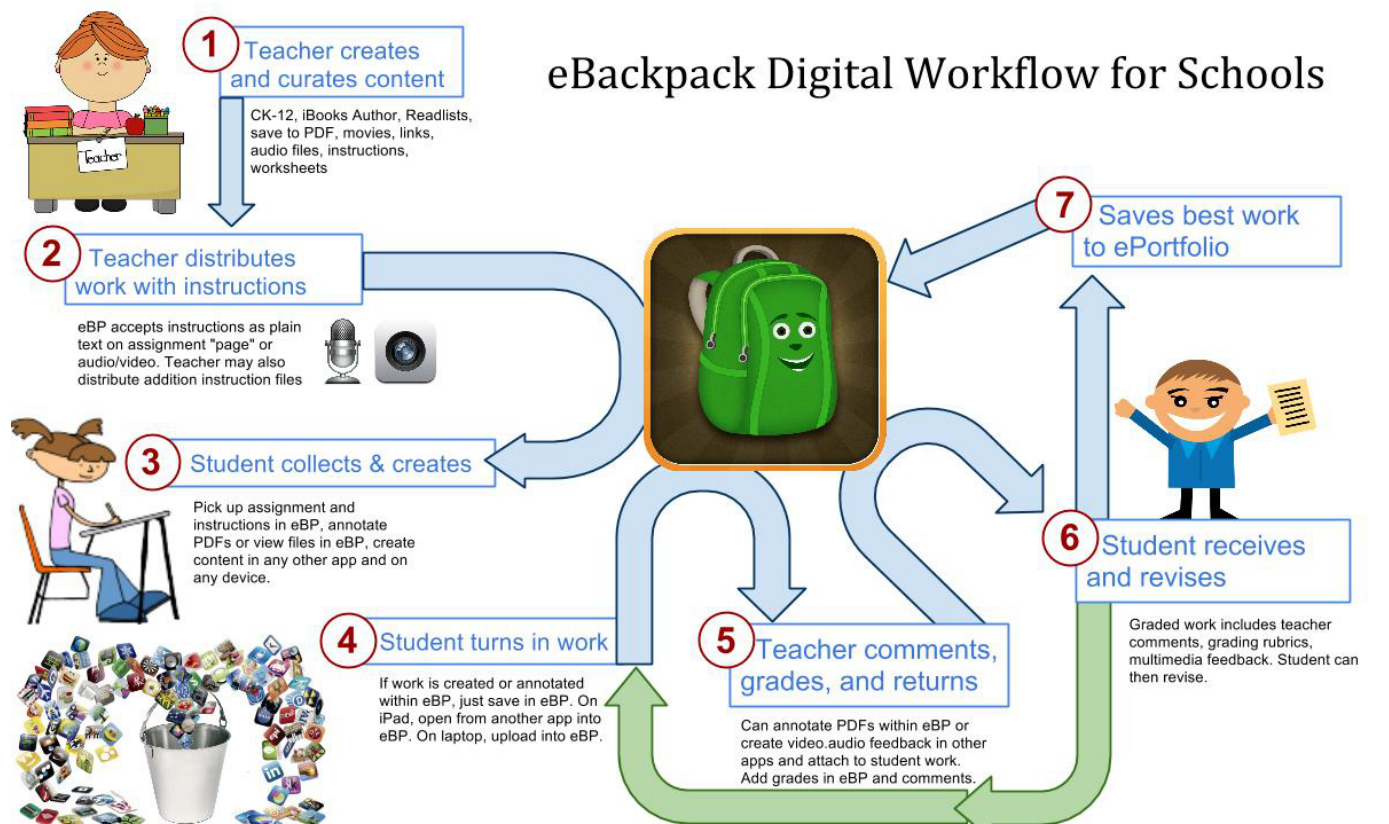 eBackpack Digital Workflow for Schools
1
Teacher creates
and curates content
CK-12, iBooks Author, Readlists,
save to PDF, movies, links,
audio files, instructions,
worksheets
Teacher
2
Teacher distributes
work with instructions
eBP accepts instructions as plain
text on assignment "page" or
audio/video. Teacher may also
distribute addition instruction files
3
Student collects & creates
Pick up assignment and
instructions in eBP, annotate
PDFs or view files in eBP, create
content in any other app and on
any device.
4
Student turns in work
If work is created or annotated
within eBP, just save in eBP. On
iPad, open from another app into
eBP. On laptop, upload into eBP.
5
Teacher comments,
grades, and returns
Can annotate PDFs within eBP or
create video.audio feedback in other
apps and attach to student work.
Add grades in eBP and comments.
6
Student receives
and revises
Graded work includes teacher
comments, grading rubrics,
multimedia feedback. Student can
then revise.
7
Saves best work
to ePortfolio
in